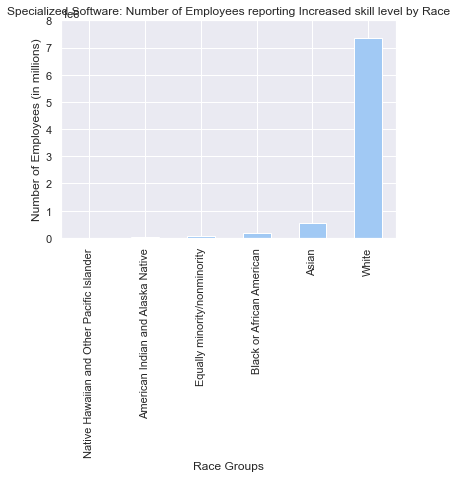 Specialized Software: Number of Employees reporting Increased skill level by Race
8
7
6
5
4
3
2
1
0
Number of Employees (in millions)
Native Hawaiian and Other Pacific Islander
American Indian and Alaska Native
Equally minority/nonminority
Black or African American
Asian
White
Race Groups